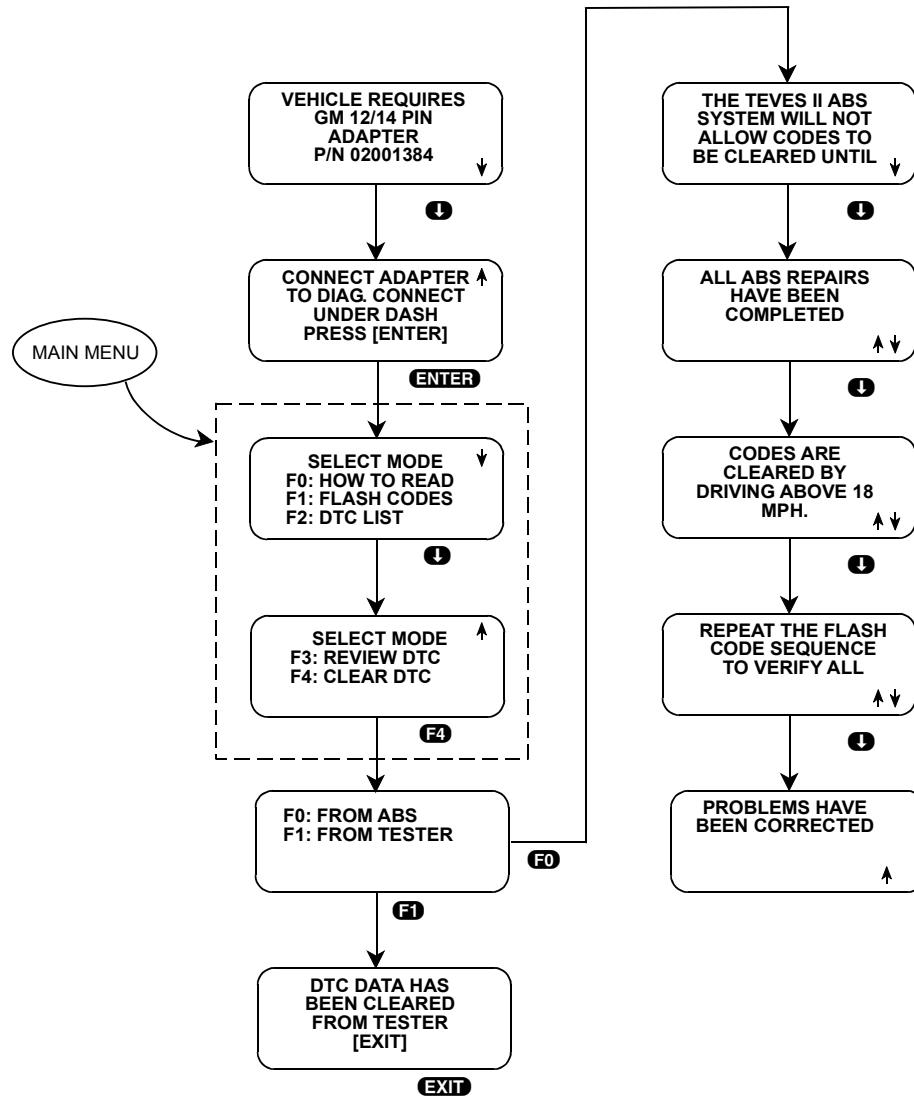 VEHICLE REQUIRES
GM 12/14 PIN
ADAPTER
P/N 02001384
CONNECT ADAPTER
TO DIAG. CONNECT
UNDER DASH
PRESS [ENTER]
ENTER
MAIN MENU
SELECT MODE
F0: HOW TO READ
F1: FLASH CODES
F2: DTC LIST
SELECT MODE
F3: REVIEW DTC
F4: CLEAR DTC
F4
F0: FROM ABS
F1: FROM TESTER
F0
F1
DTC DATA HAS
BEEN CLEARED
FROM TESTER
[EXIT]
EXIT
THE TEVES II ABS
SYSTEM WILL NOT
ALLOW CODES TO
BE CLEARED UNTIL
ALL ABS REPAIRS
HAVE BEEN
COMPLETED
CODES ARE
CLEARED BY
DRIVING ABOVE 18
MPH.
REPEAT THE FLASH
CODE SEQUENCE
TO VERIFY ALL
PROBLEMS HAVE
BEEN CORRECTED